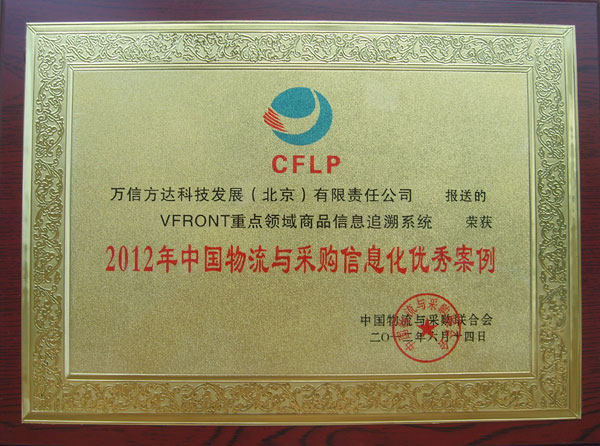 CFLP
万信方达科技发展（北京）有限责任公司 报送的
VFRONT重点领域商品信息追溯系统 荣获
2012年中国物流与采购信息化优秀案例
中国物流与采购联合会
二〇一二年六月十四日